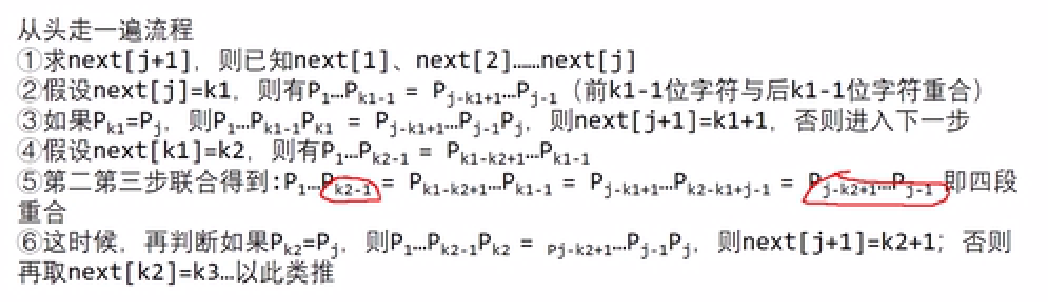 从头走一遍流程
①求next[j+1]，则已知next[1]、next[2]……next[j]
②假设next[j]=k1，则有P1…Pk1-1 = Pj-k1+1…Pj-1（前k1-1位字符与后k1-1位字符重合）
③如果Pk1=Pj，则P1…Pk1-1PK1 = Pj-k1+1…Pj-1Pj，则next[j+1]=k1+1，否则进入下一步
④假设next[k1]=k2，则有P1…Pk2-1 = Pk1-k2+1…Pk1-1
⑤第二第三步联合得到:P1…Pk2-1 = Pk1-k2+1…Pk1-1 = Pj-k1+1…Pk2-k1+j-1 = Pj-k2+1…Pj-1 即四段
重合
⑥这时候，再判断如果Pk2=Pj，则P1…Pk2-1Pk2 = Pj-k2+1…Pj-1Pj，则next[j+1]=k2+1；否则
再取next[k2]=k3…以此类推